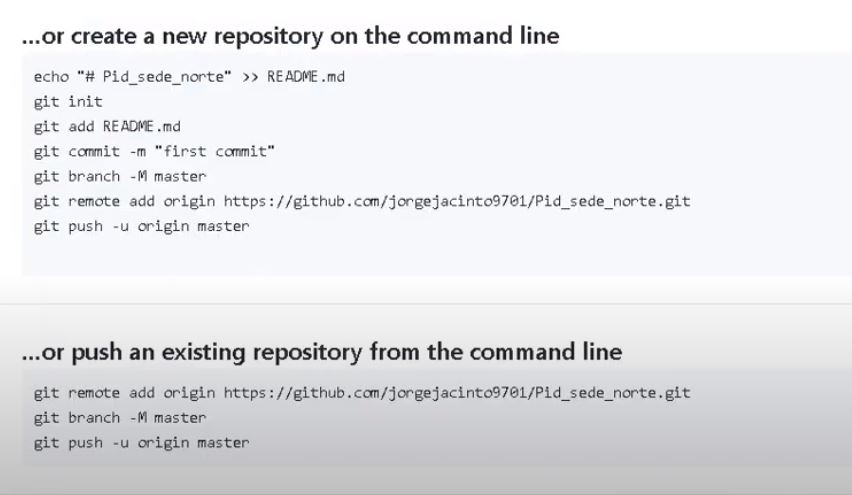 ...or create a new repository on the command line
echo "# Pid_sede_norte" >> README.md
git init
git add README.md
git commit -m "first commit"
git branch -M master
git remote add origin https://github.com/jorgejacinto9701/Pid_sede_norte.git
git push -u origin master
...or push an existing repository from the command line
git remote add origin https://github.com/jorgejacinto9701/Pid_sede_norte.git
git branch -M master
git push -u origin master